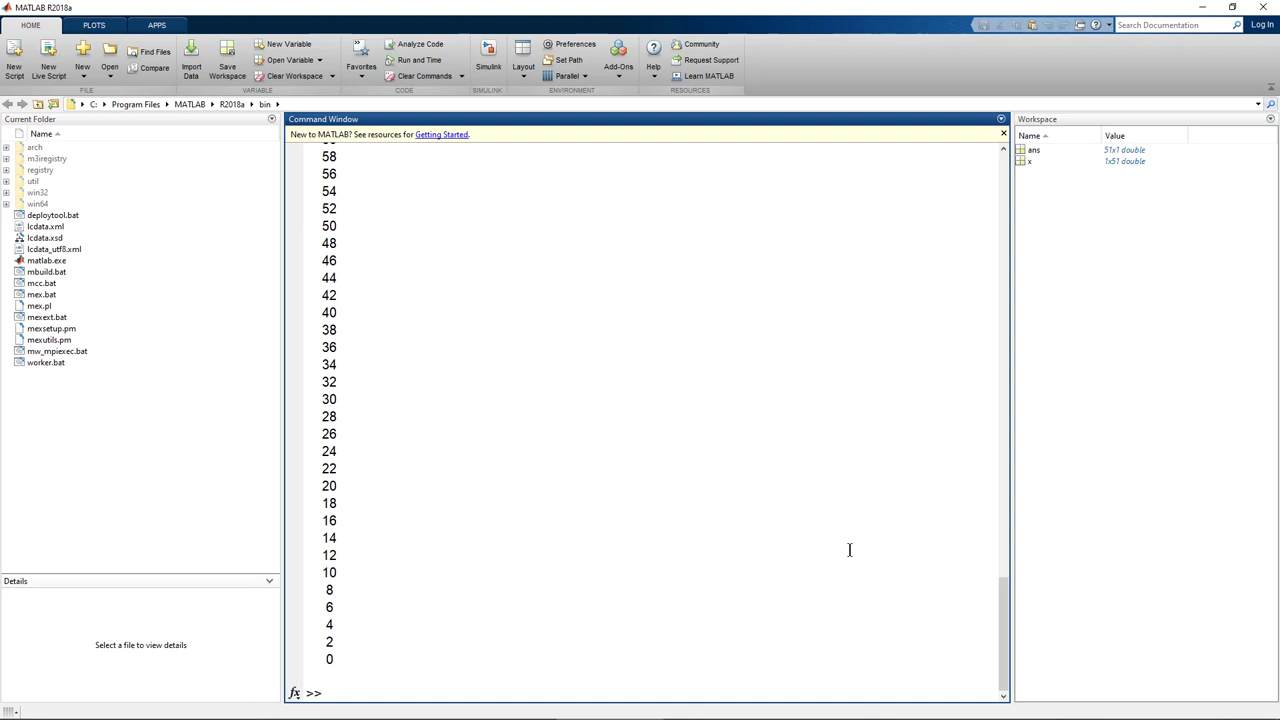 MATLAB R2018a
HOME PLOTS APPS Search Documentation Log In
New Script New Live Script New Open Find Files Compare Import Data Save Workspace New Variable Open Variable Clear Workspace Favorites Analyze Code Run and Time Clear Commands Simulink Layout Preferences Set Path Parallel Add-Ons Help Community Request Support Learn MATLAB
FILE VARIABLE CODE SIMULINK ENVIRONMENT RESOURCES
C: Program Files MATLAB R2018a bin
Current Folder
Name
arch
m3iregistry
registry
util
win32
win64
deploytool.bat
lcdata.xml
lcdata.xsd
lcdata_utf8.xml
matlab.exe
mbuild.bat
mcc.bat
mex.bat
mex.pl
mexext.bat
mexsetup.pm
mexutils.pm
mw_mpiexec.bat
worker.bat
Details
Select a file to view details
Command Window
New to MATLAB? See resources for Getting Started.
58
56
54
52
50
48
46
44
42
40
38
36
34
32
30
28
26
24
22
20
18
16
14
12
10
8
6
4
2
0
fx >>
Workspace
Name Value
ans 51x1 double
x 1x51 double